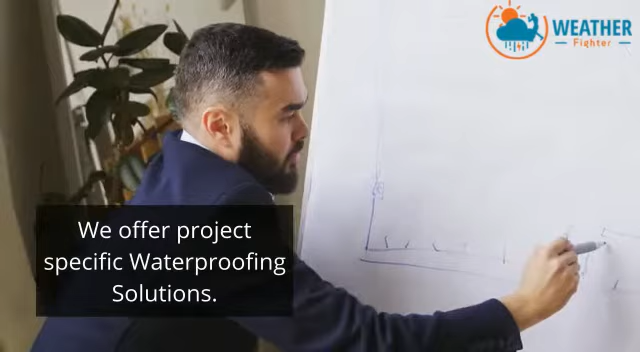 WEATHER
Fighter
We offer project
specific Waterproofing
Solutions.